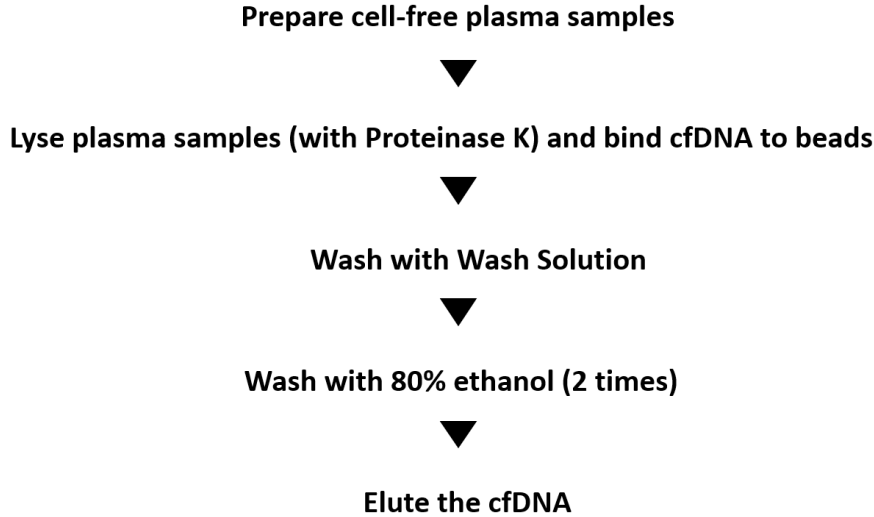 Prepare cell-free plasma samples
Lyse plasma samples (with Proteinase K) and bind cfDNA to beads
Wash with Wash Solution
Wash with 80% ethanol (2 times)
Elute the cfDNA